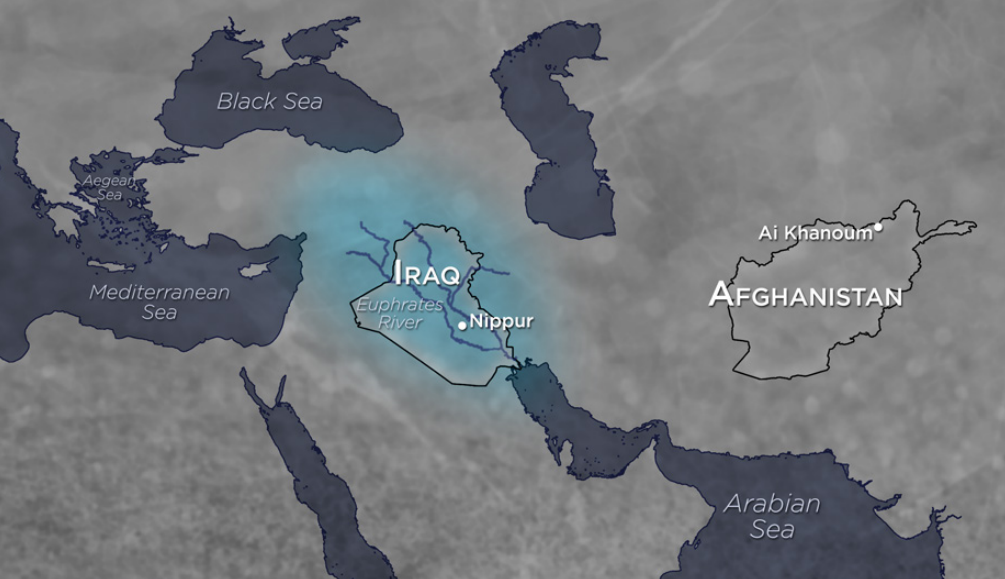 Black Sea
Aegean
Sea
Ai Khanoum
IRAQ
Mediterranean
Sea
AFGHANISTAN
Euphrates
River
Nippur
Arabian
Sea